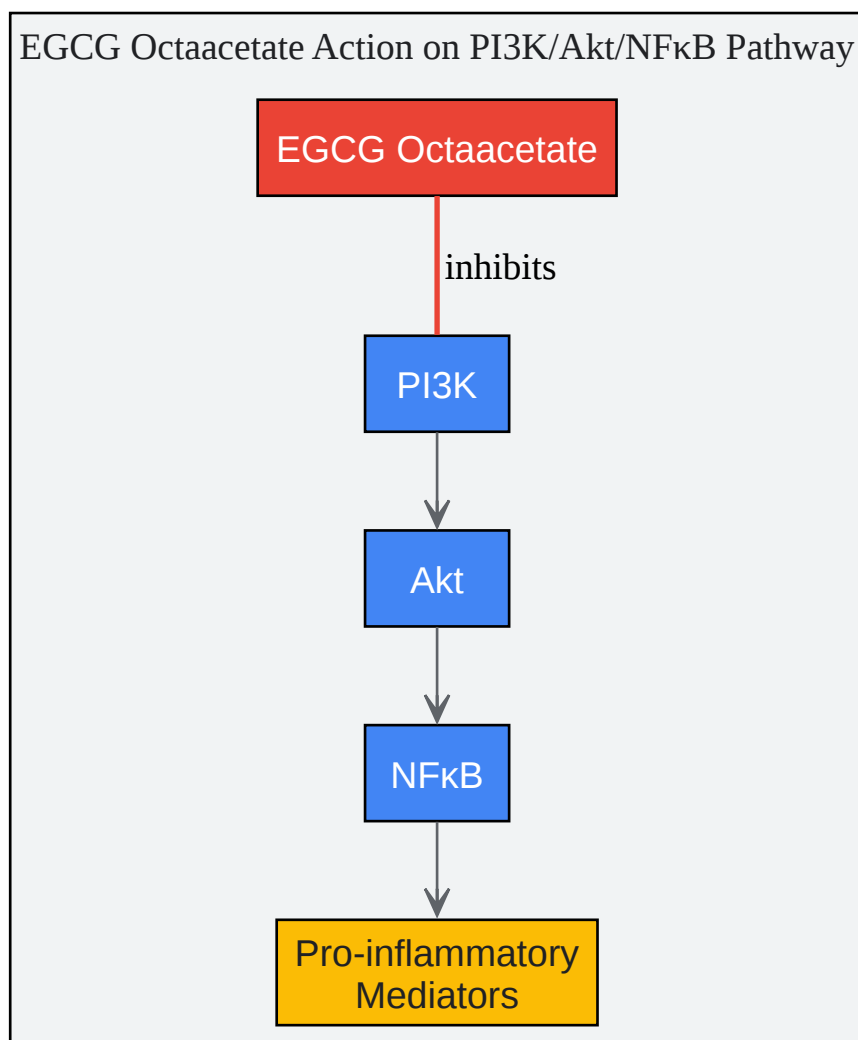 EGCG Octaacetate Action on PI3K/Akt/NFκB Pathway
EGCG Octaacetate
inhibits
PI3K
Akt
NFκB
Pro-inflammatory
Mediators